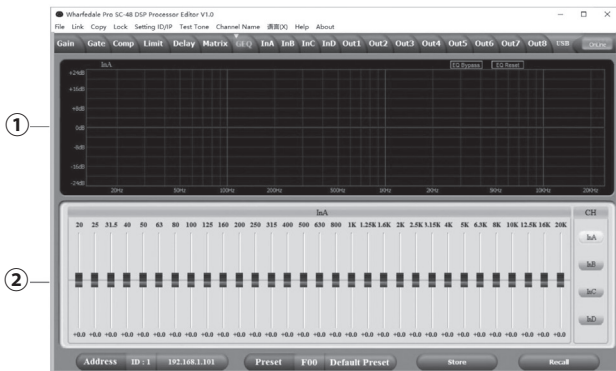 Wharfedale Pro SC-48 DSP Processor Editor V1.0
File Link Copy Lock Setting ID/IP Test Tone Channel Name 语言(X) Help About
Gain Gate Comp Limit Delay Matrix GEQ InA InB InC InD Out1 Out2 Out3 Out4 Out5 Out6 Out7 Out8 USB OnLine
InA EQ Bypass EQ Reset
+24dB
+16dB
+8dB
0dB
-8dB
-16dB
-24dB
20Hz 50Hz 100Hz 200Hz 500Hz 1KHz 2KHz 5KHz 10KHz 20KHz
①
InA CH
20 25 31.5 40 50 63 80 100 125 160 200 250 315 400 500 630 800 1K 1.25K 1.6K 2K 2.5K 3.15K 4K 5K 6.3K 8K 10K 12.5K 16K 20K
InA
InB
InC
InD
②
+0.0 +0.0 +0.0 +0.0 +0.0 +0.0 +0.0 +0.0 +0.0 +0.0 +0.0 +0.0 +0.0 +0.0 +0.0 +0.0 +0.0 +0.0 +0.0 +0.0 +0.0 +0.0 +0.0 +0.0 +0.0 +0.0 +0.0 +0.0 +0.0 +0.0 +0.0
Address ID : 1 192.168.1.101 Preset F00 Default Preset Store Recall